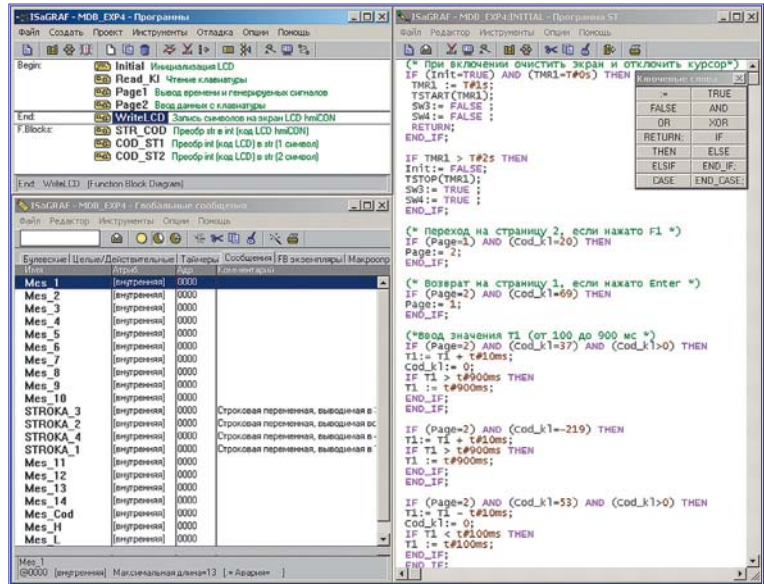 ISaGRAF - MDB_EXP4 - Программы
Файл Создать Проект Инструменты Отладка Опции Помощь
Begin:
Initial Инициализация LCD
Read_KI Чтение клавиатуры
Page1 Вывод времени и генерируемых сигналов
Page2 Ввод данных с клавиатуры
End:
WriteLCD Запись символов на экран LCD hmiCON
F.Blocks:
STR_COD Преобр str в int (код LCD hmiCON)
COD_ST1 Преобр int (код LCD) в str (1 символ)
COD_ST2 Преобр int (код LCD) в str (2 символ)
End: WriteLCD (Function Block Diagram)
ISaGRAF - MDB_EXP4 - Глобальные сообщения
Файл Редактор Инструменты Опции Помощь
Булевские Целые/Действительные Таймеры Сообщения FB экземпляры Макроопр
Имя Атриб. Адр. Комментарий
Mes_1 [внутренняя] 0000
Mes_2 [внутренняя] 0000
Mes_3 [внутренняя] 0000
Mes_4 [внутренняя] 0000
Mes_5 [внутренняя] 0000
Mes_6 [внутренняя] 0000
Mes_7 [внутренняя] 0000
Mes_8 [внутренняя] 0000
Mes_9 [внутренняя] 0000
Mes_10 [внутренняя] 0000
STROKA_3 [внутренняя] 0000 Строковая переменная, выводимая в
STROKA_2 [внутренняя] 0000 Строковая переменная, выводимая во
STROKA_4 [внутренняя] 0000 Строковая переменная, выводимая в
STROKA_1 [внутренняя] 0000 Строковая переменная, выводимая в
Mes_11 [внутренняя] 0000
Mes_12 [внутренняя] 0000
Mes_13 [внутренняя] 0000
Mes_14 [внутренняя] 0000
Mes_Cod [внутренняя] 0000
Mes_H [внутренняя] 0000
Mes_L [внутренняя] 0000
Mes_1
@0000 [внутренняя] Максимальная длина=13 [ = Авария= ]
ISaGRAF - MDB_EXP4:INITIAL - Программа ST
Файл Редактор Инструменты Опции Помощь
(* При включении очистить экран и отключить курсор*)
IF (Init=TRUE) AND (TMR1=T#0s) THEN
TMR1 := T#1s;
TSTART(TMR1);
SW3:= FALSE ;
SW4:= FALSE ;
RETURN;
END_IF;
IF TMR1 > T#2s THEN
Init:= FALSE;
TSTOP(TMR1);
SW3:= TRUE ;
SW4:= TRUE ;
END_IF;
(* Переход на страницу 2, если нажато F1 *)
IF (Page=1) AND (Cod_kl=20) THEN
Page:= 2;
END_IF;
(* Возврат на страницу 1, если нажато Enter *)
IF (Page=2) AND (Cod_kl=69) THEN
Page:= 1;
END_IF;
(*Ввод значения T1 (от 100 до 900 мс *)
IF (Page=2) AND (Cod_kl=37) AND (Cod_kl>0) THEN
T1:= T1 + t#10ms;
Cod_kl:= 0;
IF T1 > t#900ms THEN
T1 := t#900ms;
END_IF;
END_IF;
IF (Page=2) AND (Cod_kl=-219) THEN
T1:= T1 + t#10ms;
IF T1 > t#900ms THEN
T1 := t#900ms;
END_IF;
END_IF;
IF (Page=2) AND (Cod_kl=53) AND (Cod_kl>0) THEN
T1:= T1 - t#10ms;
Cod_kl:= 0;
IF T1 < t#100ms THEN
T1 := t#100ms;
END_IF;
END_IF;
Ключевые слова
:= TRUE
FALSE AND
OR XOR
RETURN; IF
THEN ELSE
ELSIF END_IF;
CASE END_CASE;